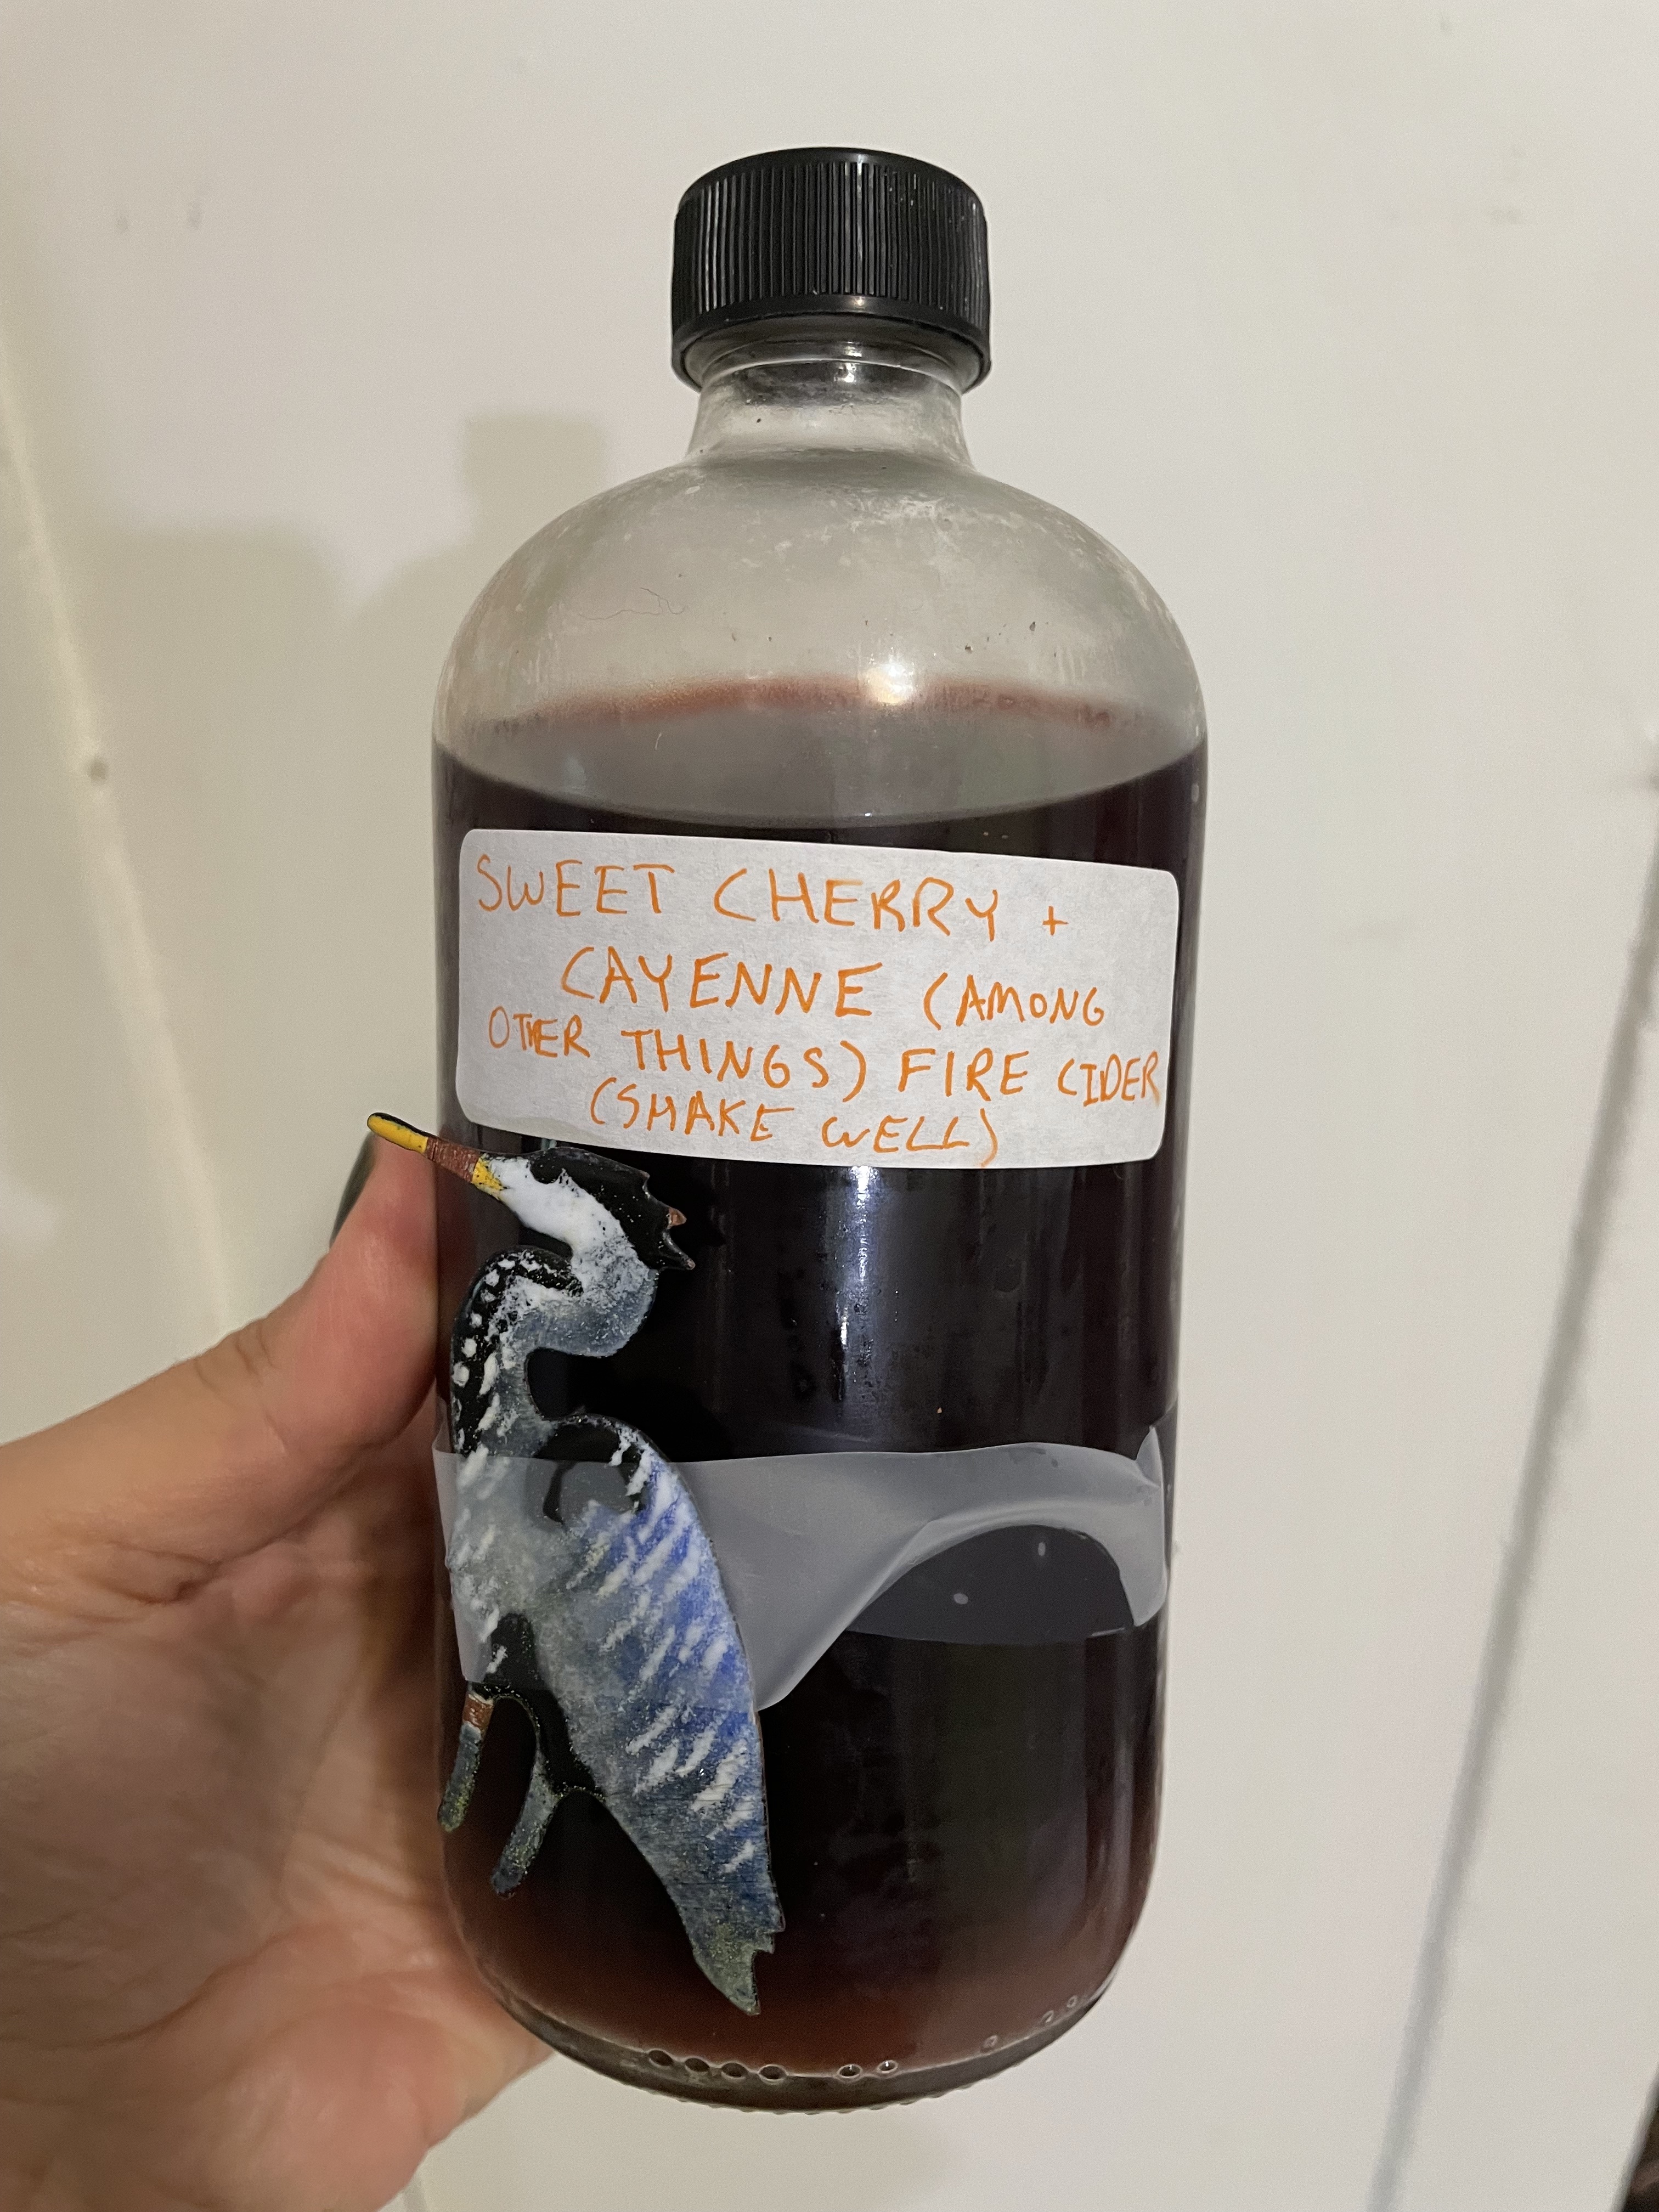 SWEET CHERRY +
CAYENNE (AMONG
OTHER THINGS) FIRE CIDER
(SHAKE WELL)